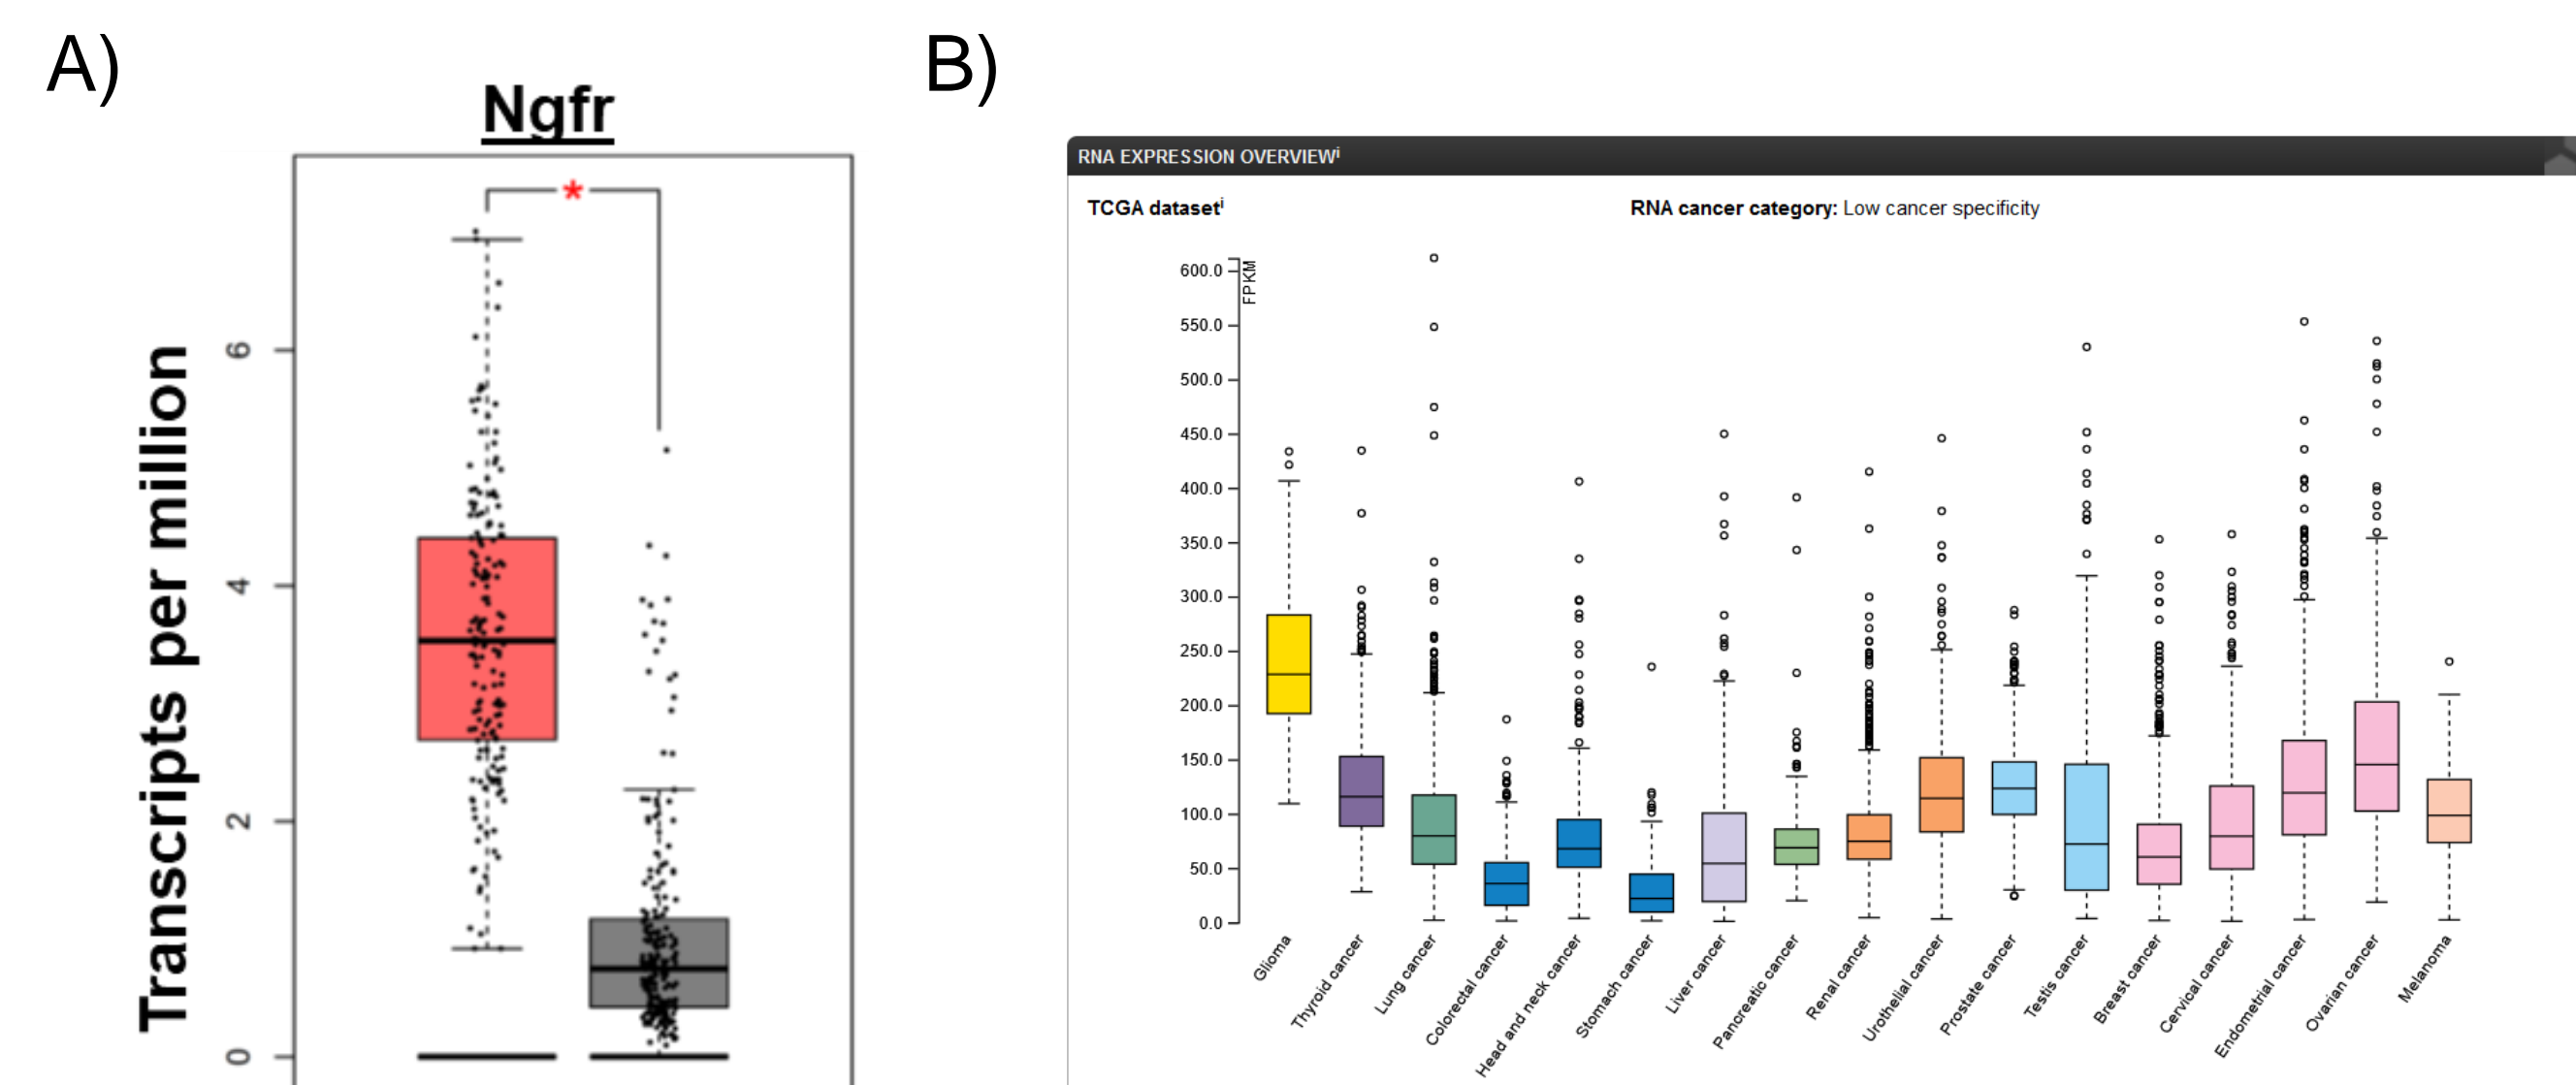 A)
Ngfr
*
Transcripts per million
6
4
2
0
B)
RNA EXPRESSION OVERVIEWⁱ
TCGA datasetⁱ
RNA cancer category: Low cancer specificity
FPKM
600.0
550.0
500.0
450.0
400.0
350.0
300.0
250.0
200.0
150.0
100.0
50.0
0.0
Glioma
Thyroid cancer
Lung cancer
Colorectal cancer
Head and neck cancer
Stomach cancer
Liver cancer
Pancreatic cancer
Renal cancer
Urothelial cancer
Prostate cancer
Testis cancer
Breast cancer
Cervical cancer
Endometrial cancer
Ovarian cancer
Melanoma